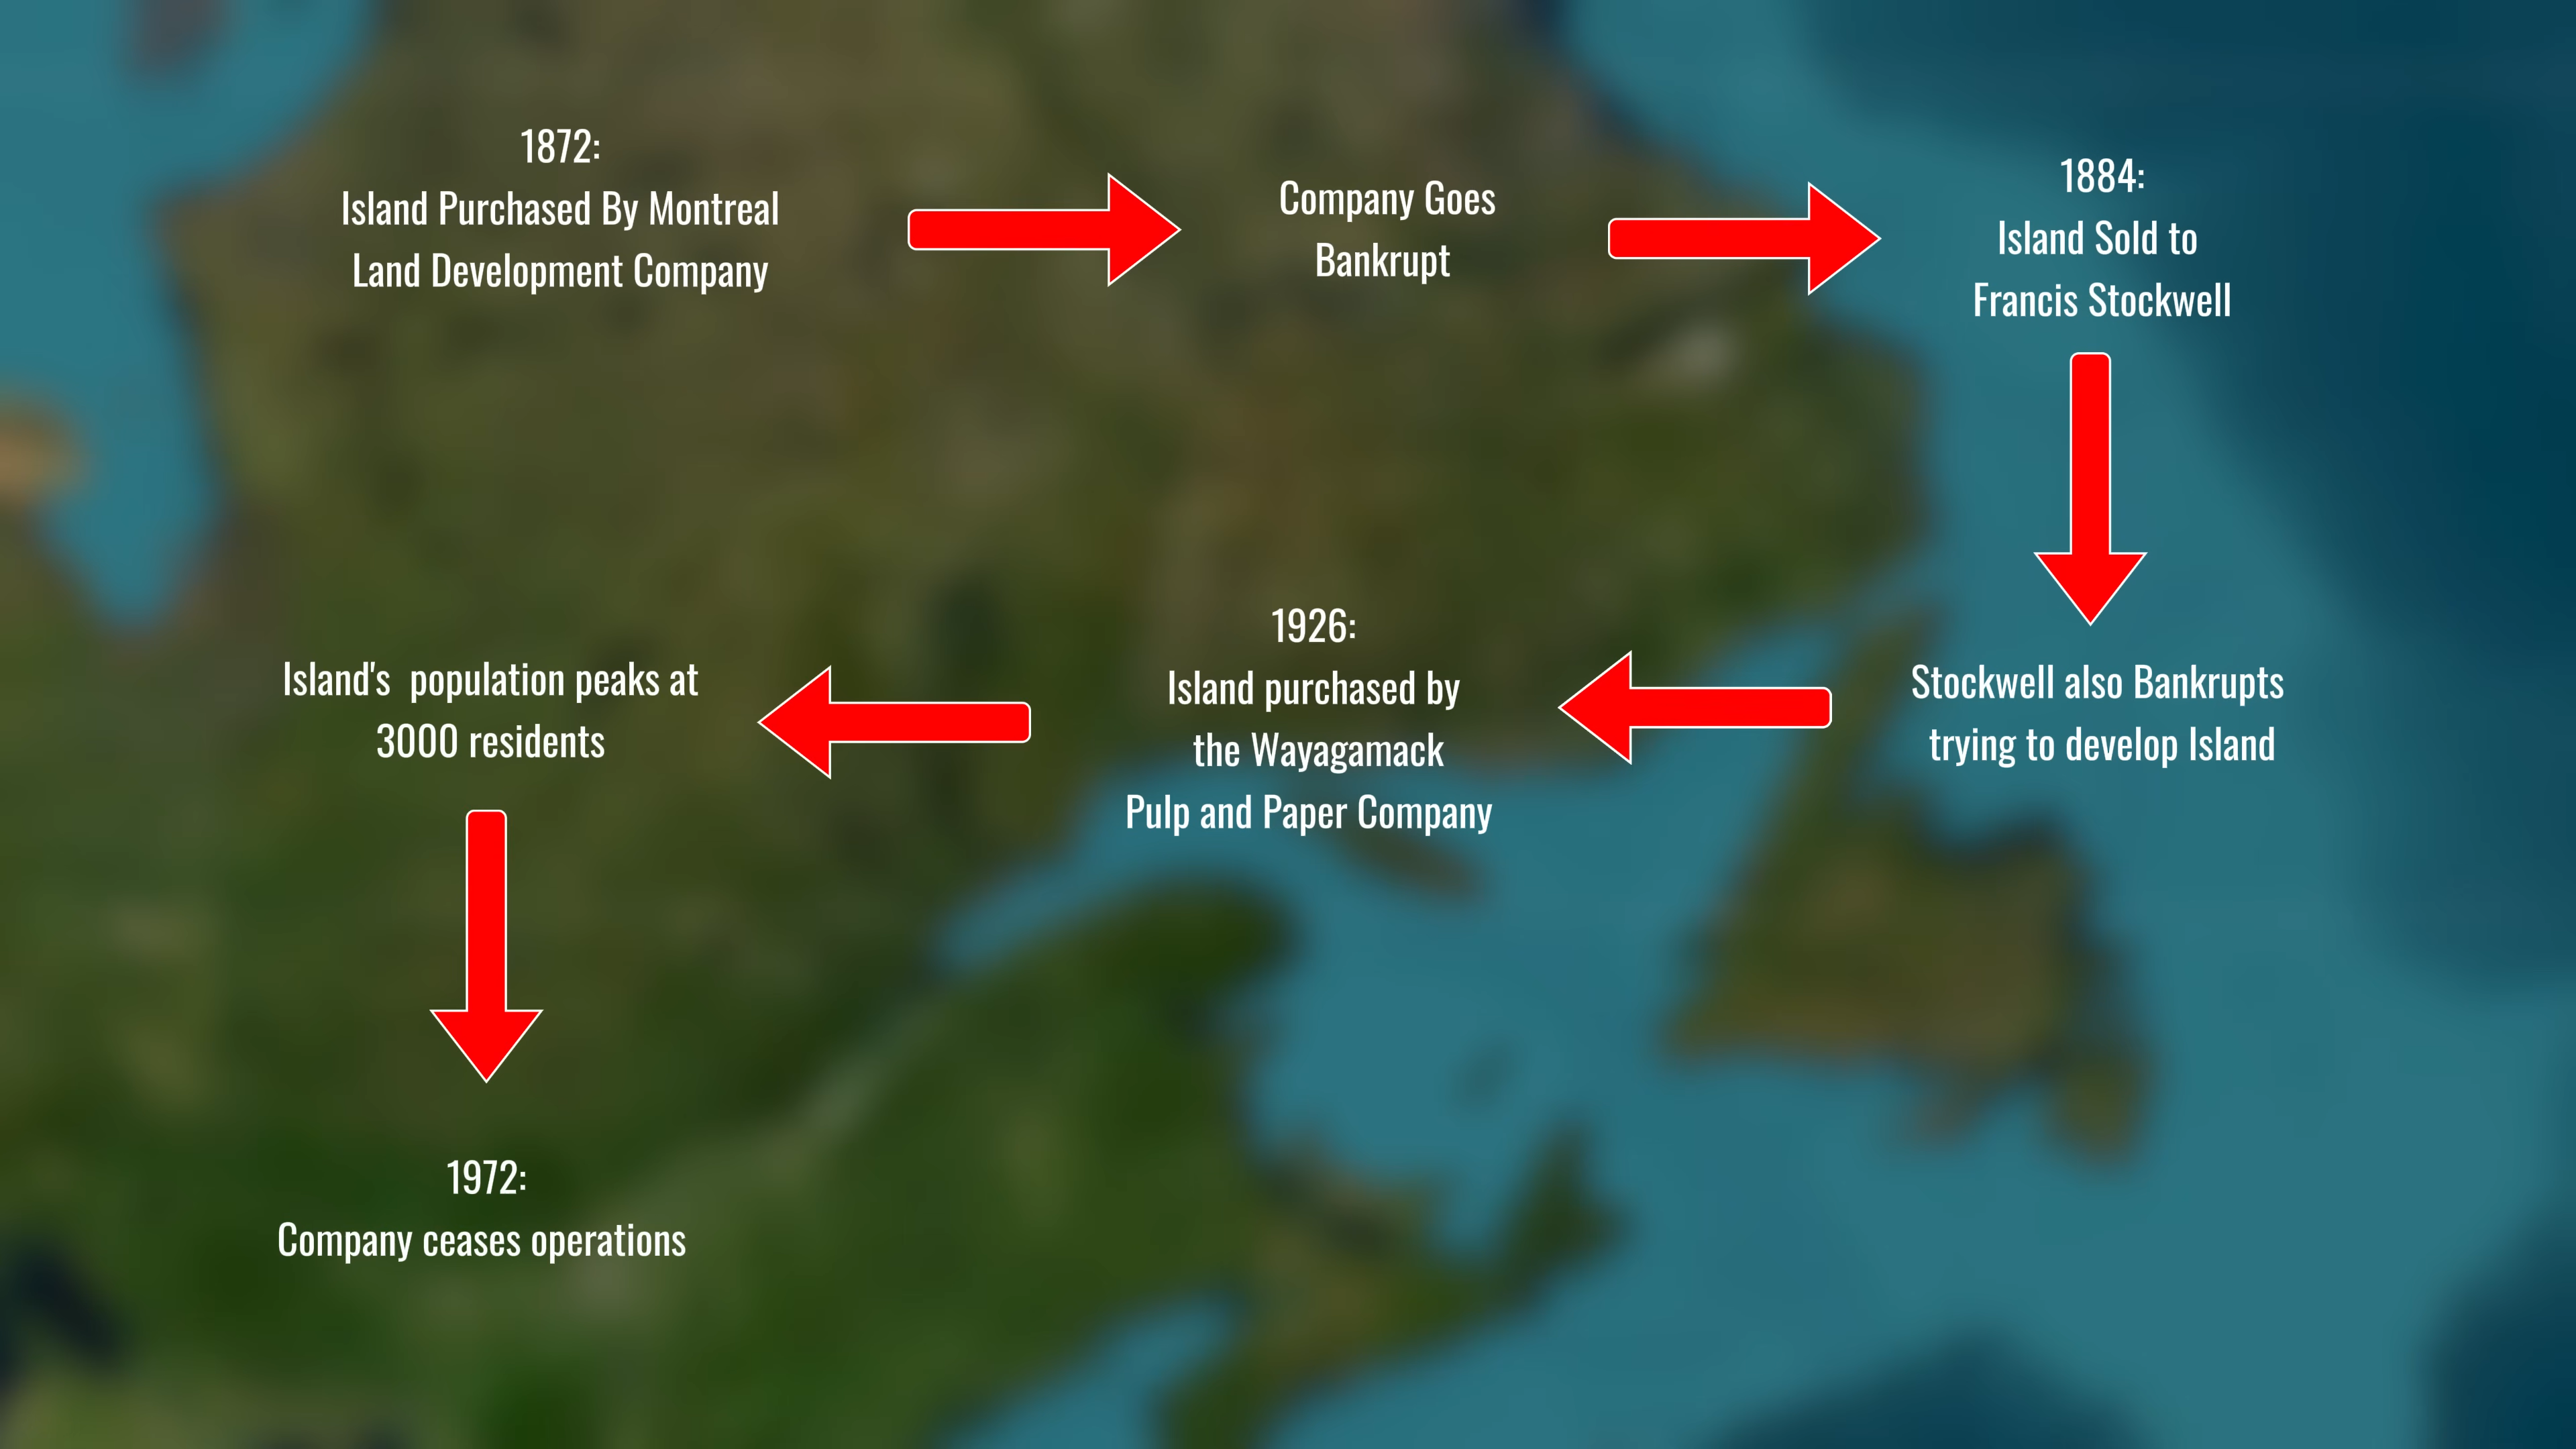 1872:
Island Purchased By Montreal
Land Development Company
Company Goes
Bankrupt
1884:
Island Sold to
Francis Stockwell
Stockwell also Bankrupts
trying to develop Island
1926:
Island purchased by
the Wayagamack
Pulp and Paper Company
Island's  population peaks at
3000 residents
1972:
Company ceases operations